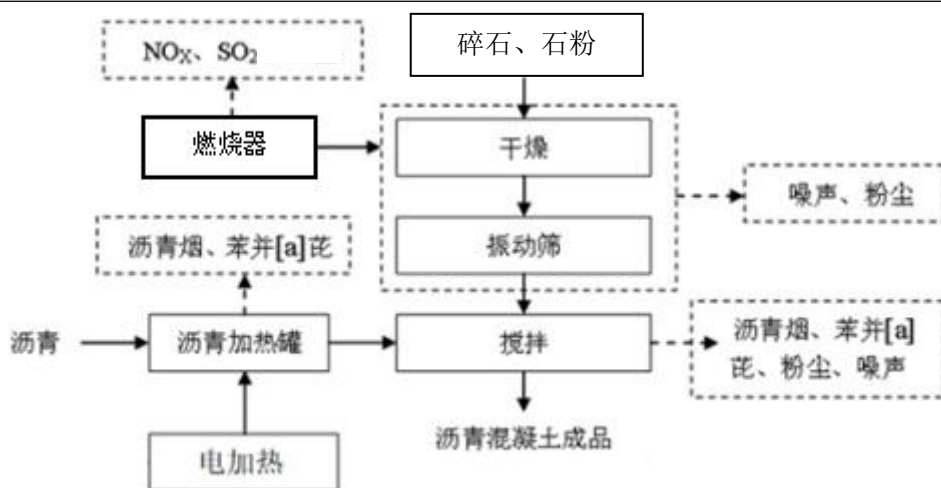 NOX、SO2
碎石、石粉
燃烧器
干燥
噪声、粉尘
沥青烟、苯并[a]芘
振动筛
沥青
沥青加热罐
搅拌
沥青烟、苯并[a]
芘、粉尘、噪声
沥青混凝土成品
电加热